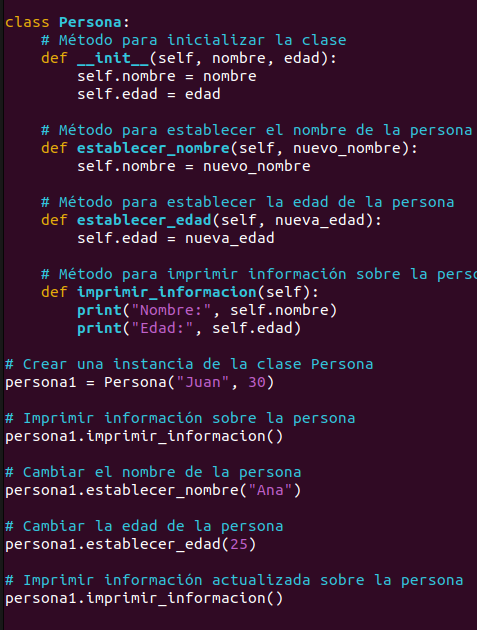 class Persona:
    # Método para inicializar la clase
    def __init__(self, nombre, edad):
        self.nombre = nombre
        self.edad = edad

    # Método para establecer el nombre de la persona
    def establecer_nombre(self, nuevo_nombre):
        self.nombre = nuevo_nombre

    # Método para establecer la edad de la persona
    def establecer_edad(self, nueva_edad):
        self.edad = nueva_edad

    # Método para imprimir información sobre la
    def imprimir_informacion(self):
        print("Nombre:", self.nombre)
        print("Edad:", self.edad)

# Crear una instancia de la clase Persona
persona1 = Persona("Juan", 30)

# Imprimir información sobre la persona
persona1.imprimir_informacion()

# Cambiar el nombre de la persona
persona1.establecer_nombre("Ana")

# Cambiar la edad de la persona
persona1.establecer_edad(25)

# Imprimir información actualizada sobre la persona
persona1.imprimir_informacion()